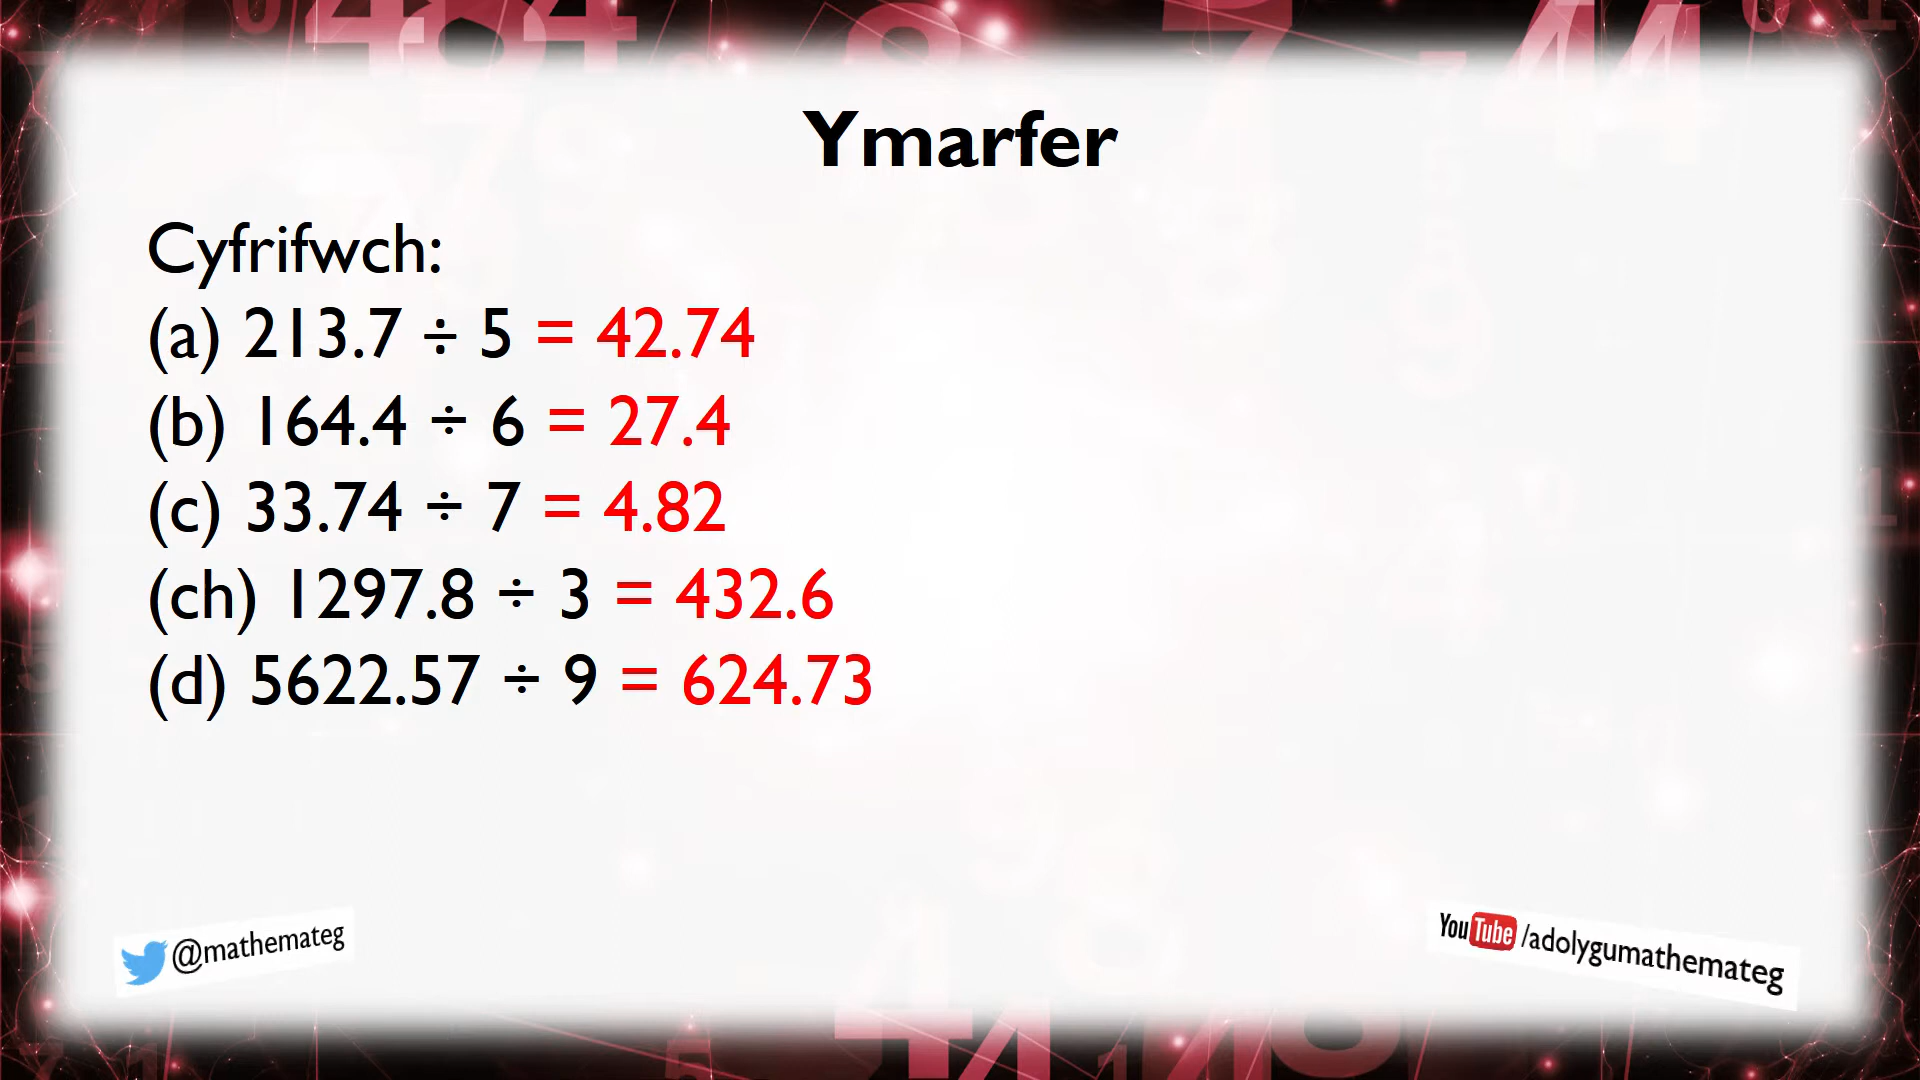 Ymarfer
Cyfrifwch:
(a) 213.7 ÷ 5 = 42.74
(b) 164.4 ÷ 6 = 27.4
(c) 33.74 ÷ 7 = 4.82
(ch) 1297.8 ÷ 3 = 432.6
(d) 5622.57 ÷ 9 = 624.73
@mathemateg
YouTube /adolygumathemateg